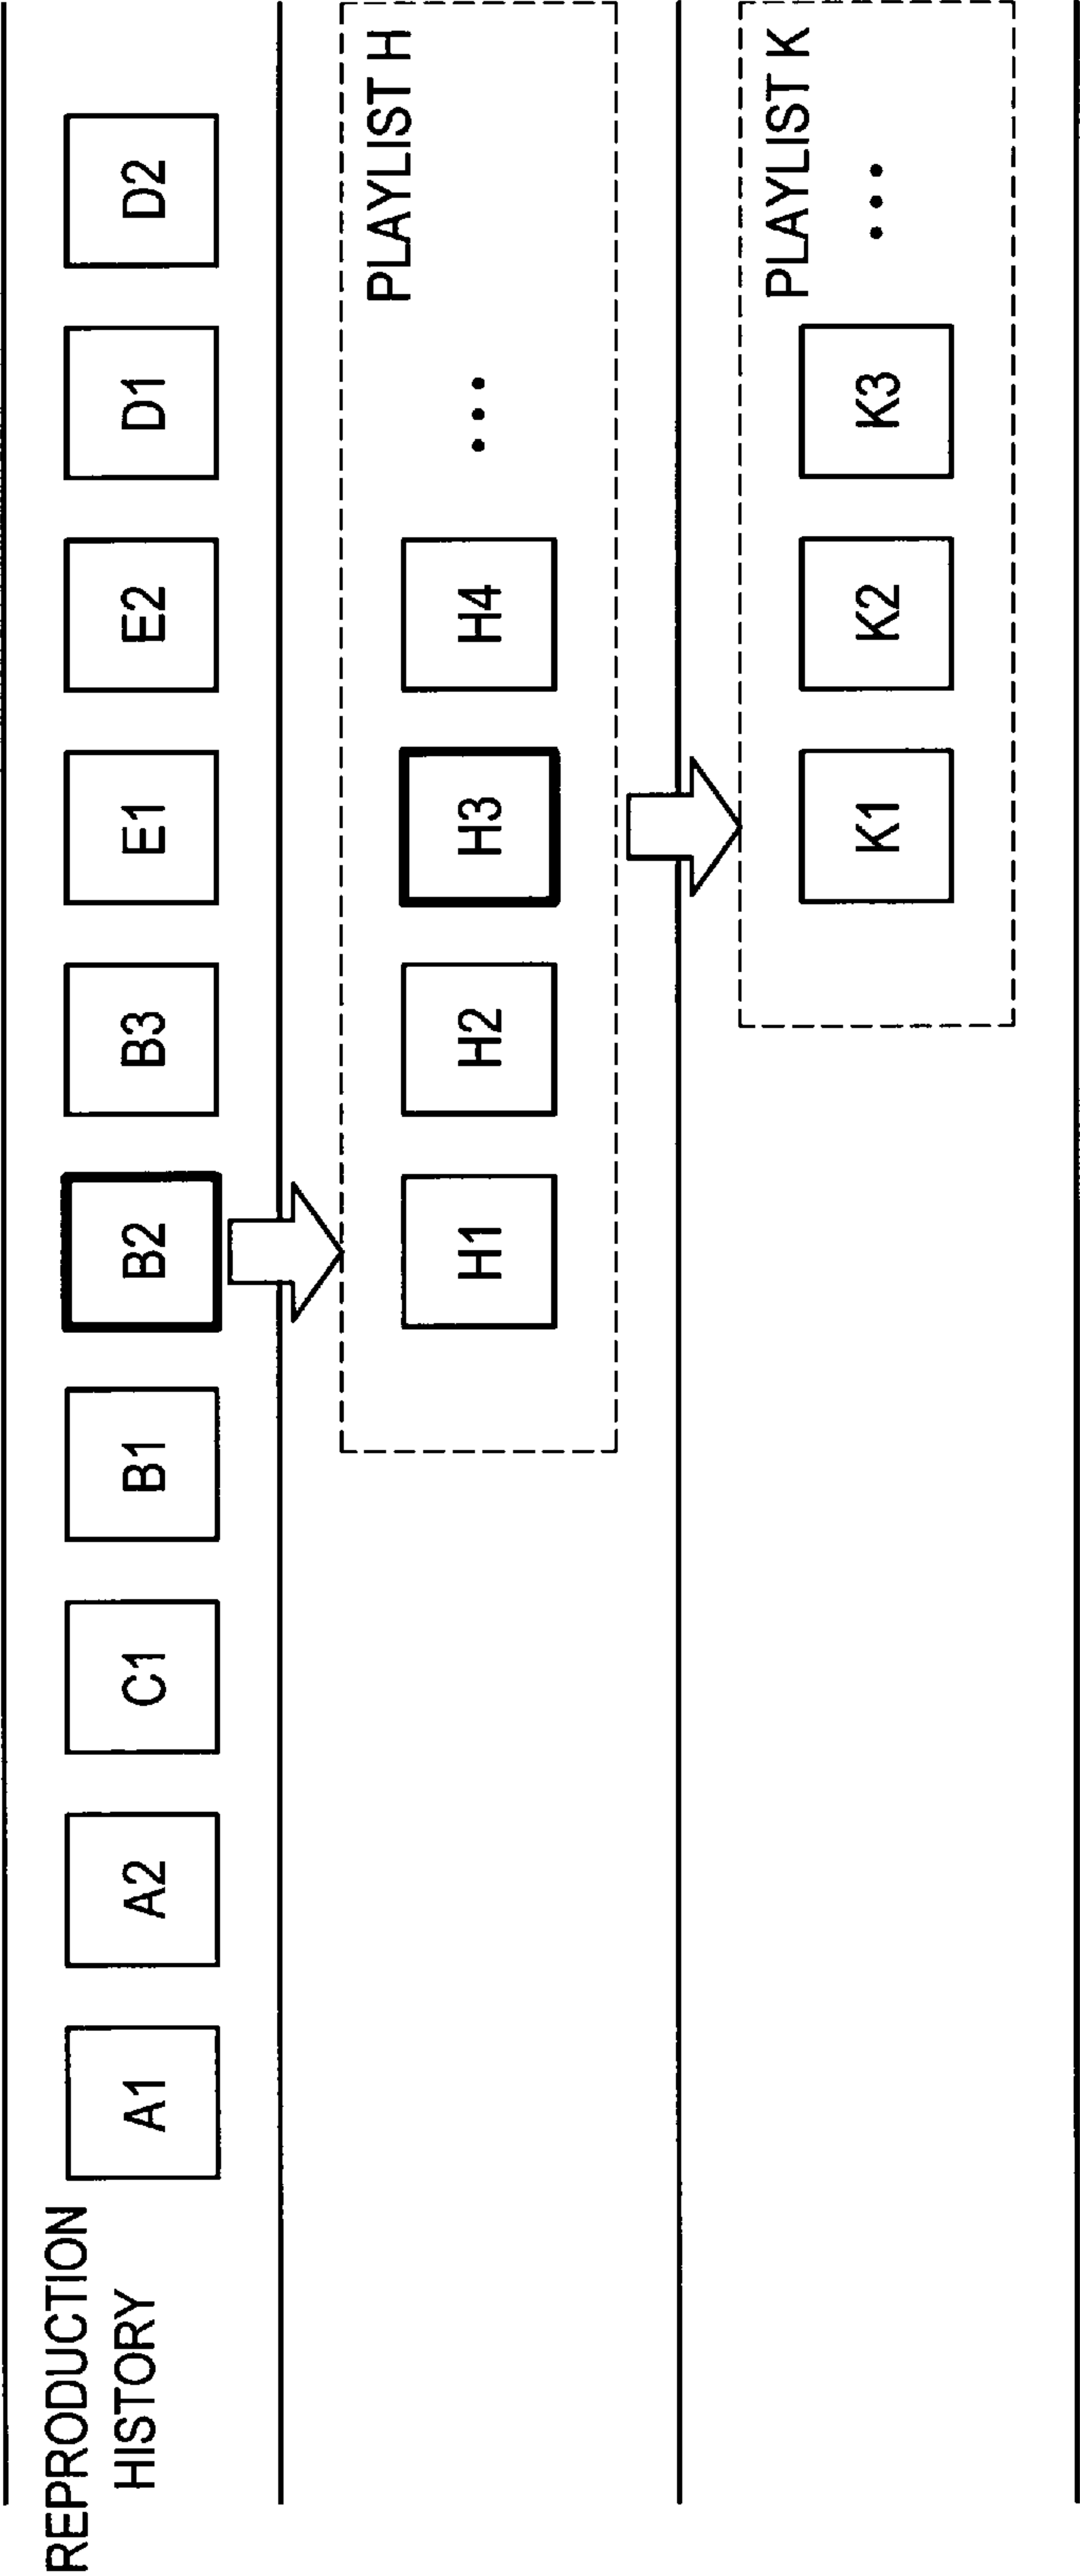 REPRODUCTION
HISTORY
A1 A2 C1 B1 B2 B3 E1 E2 D1 D2
PLAYLIST H
H1 H2 H3 H4 ...
PLAYLIST K
K1 K2 K3 ...